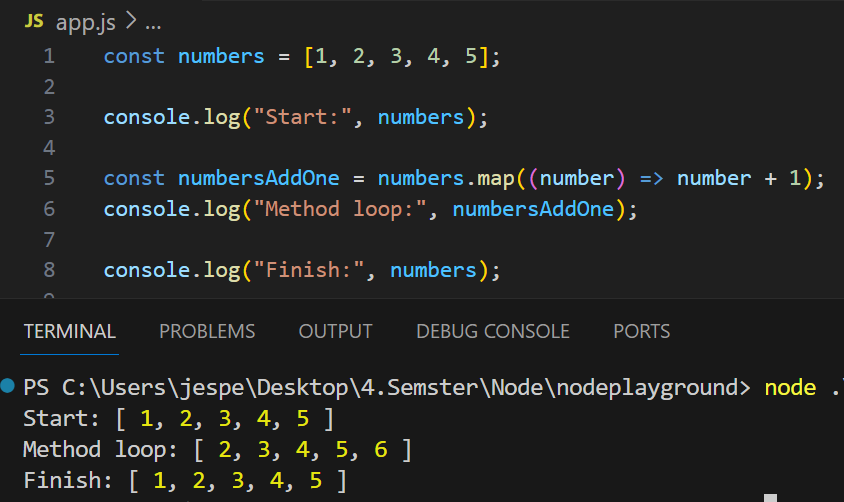 JS app.js > ...
1 const numbers = [1, 2, 3, 4, 5];
2
3 console.log("Start:", numbers);
4
5 const numbersAddOne = numbers.map((number) => number + 1);
6 console.log("Method loop:", numbersAddOne);
7
8 console.log("Finish:", numbers);
TERMINAL PROBLEMS OUTPUT DEBUG CONSOLE PORTS
PS C:\Users\jespe\Desktop\4.Semster\Node\nodeplayground> node .
Start: [ 1, 2, 3, 4, 5 ]
Method loop: [ 2, 3, 4, 5, 6 ]
Finish: [ 1, 2, 3, 4, 5 ]